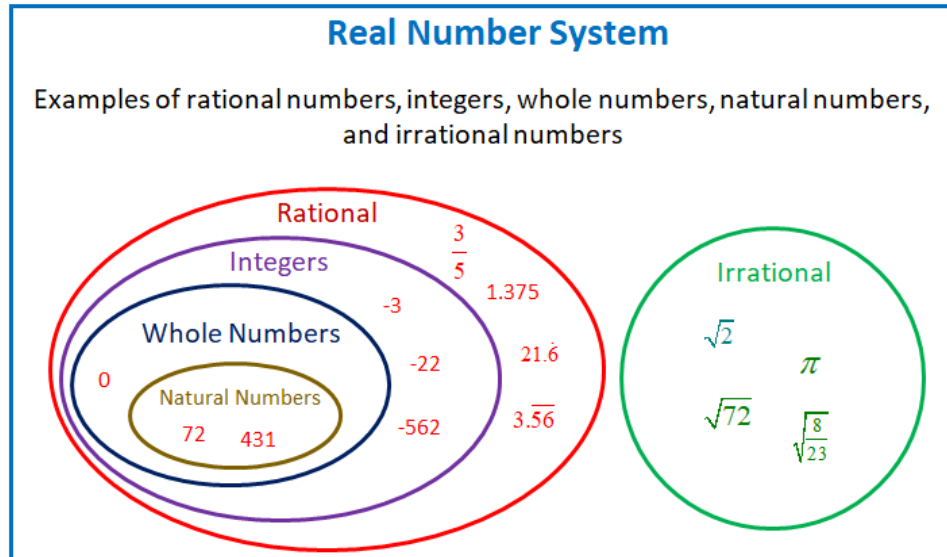 Real Number System
Examples of rational numbers, integers, whole numbers, natural numbers,
and irrational numbers
Rational
3/5
Integers
1.375
-3
Whole Numbers
21.6̇
-22
0
Natural Numbers
3.5̅6̅
-562
72 431
Irrational
√2
π
√72
√(8/23)